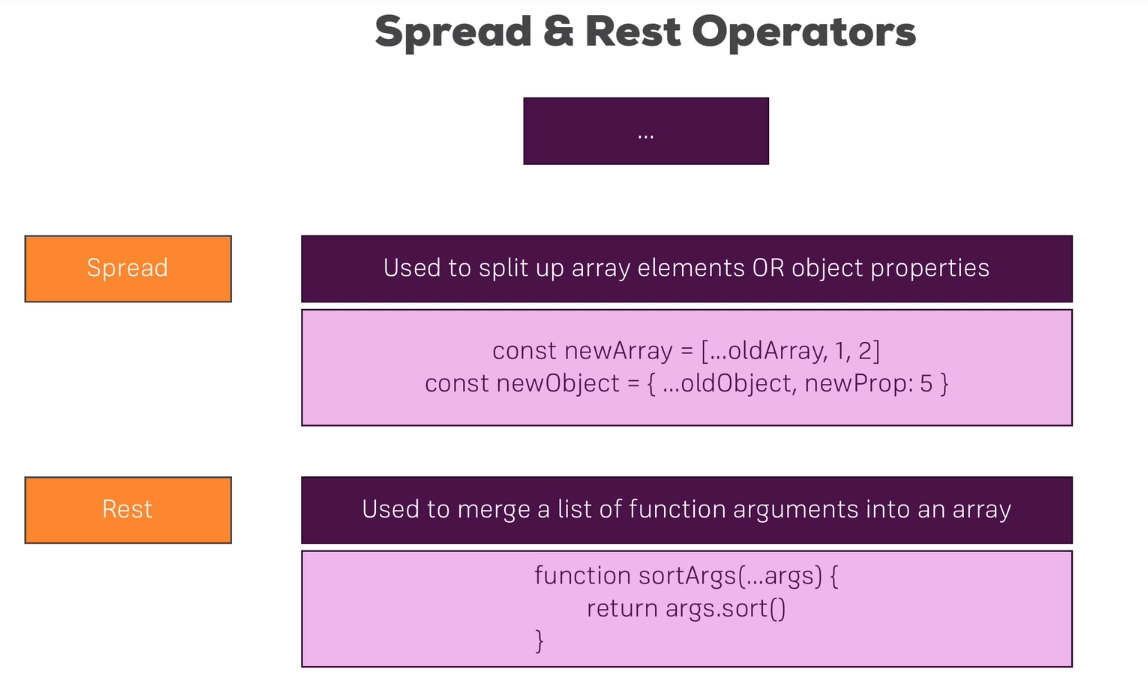 Spread & Rest Operators
...
Spread
Used to split up array elements OR object properties
const newArray = [...oldArray, 1, 2]
const newObject = { ...oldObject, newProp: 5 }
Rest
Used to merge a list of function arguments into an array
function sortArgs(...args) {
return args.sort()
}